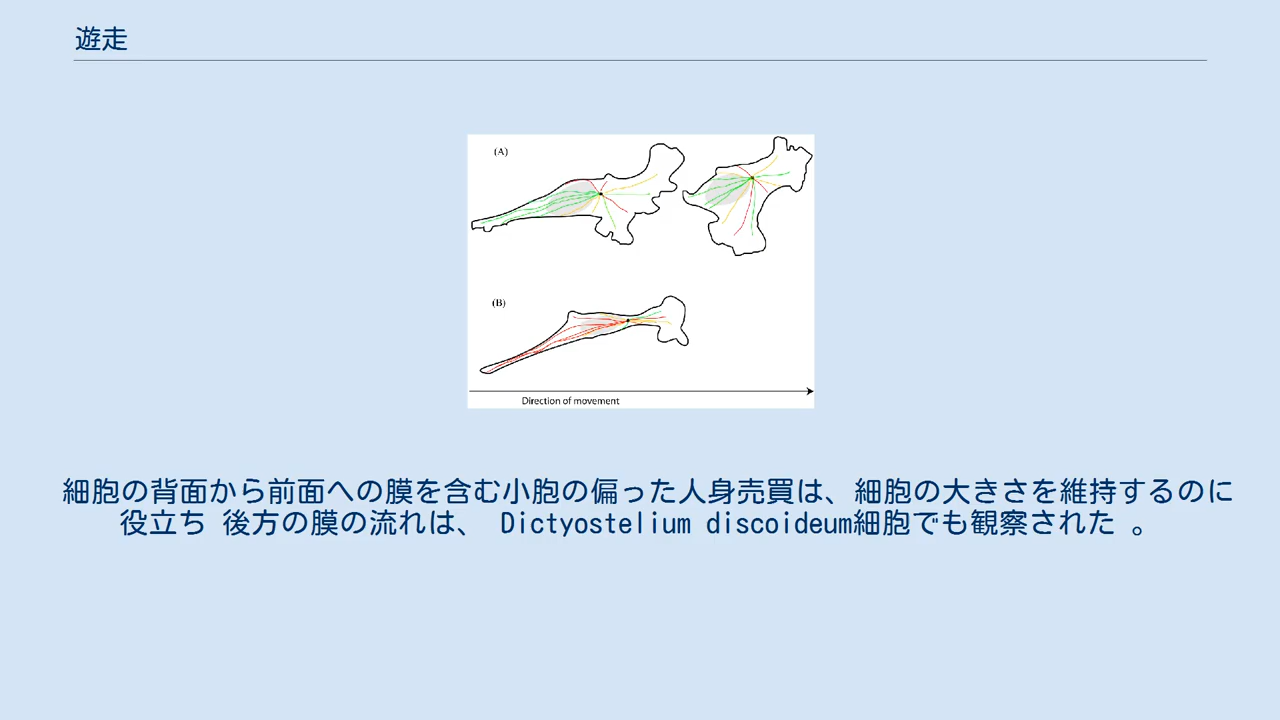 遊走
(A)
(B)
Direction of movement
細胞の背面から前面への膜を含む小胞の偏った人身売買は、細胞の大きさを維持するのに
役立ち 後方の膜の流れは、 Dictyostelium discoideum細胞でも観察された 。